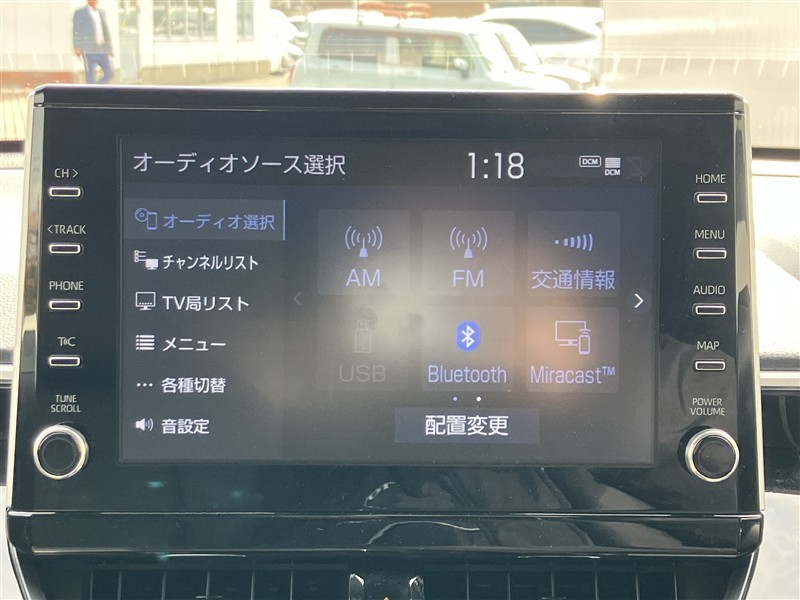 オーディオソース選択
1:18
DCM
DCM
CH >
< TRACK
PHONE
T@C
TUNE
SCROLL
オーディオ選択
チャンネルリスト
TV局リスト
メニュー
各種切替
音設定
AM
FM
交通情報
USB
Bluetooth
Miracast™
配置変更
HOME
MENU
AUDIO
MAP
POWER
VOLUME